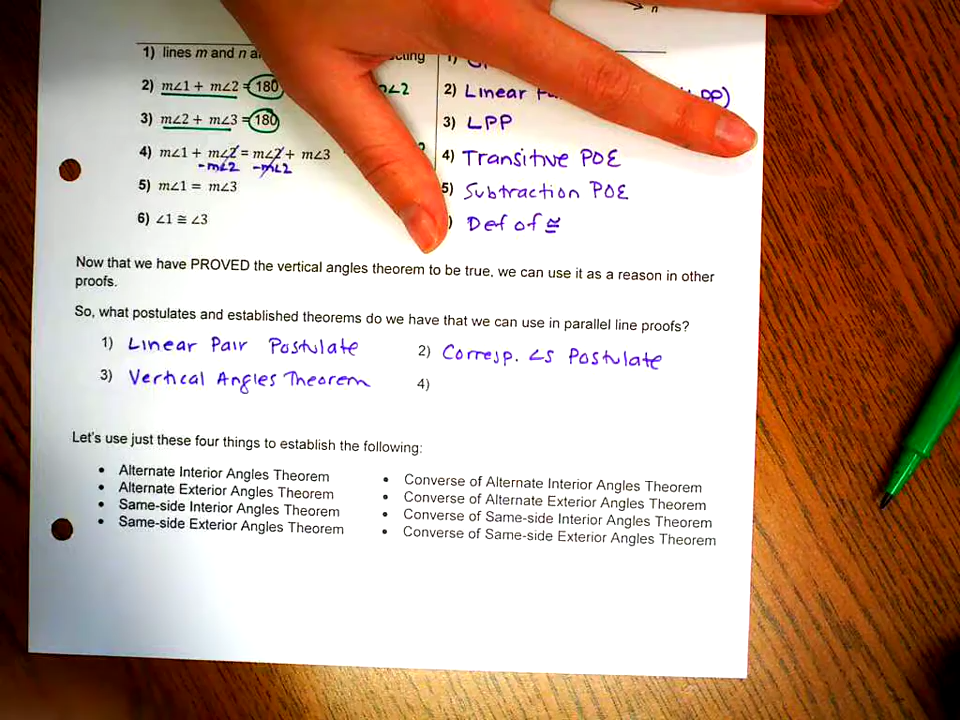 n
1) lines m and n
1)
2) m∠1 + m∠2 = 180
∠2
2) Linear
3) m∠2 + m∠3 = 180
3) LPP
4) m∠1 + m∠2 = m∠2 + m∠3
4) Transitive POE
-m∠2 -m∠2
5) m∠1 = m∠3
5) Subtraction POE
6) ∠1 ≅ ∠3
) Def of ≅
Now that we have PROVED the vertical angles theorem to be true, we can use it as a reason in other
proofs.
So, what postulates and established theorems do we have that we can use in parallel line proofs?
1) Linear Pair Postulate
2) Corresp. ∠s Postulate
3) Vertical Angles Theorem
4)
Let's use just these four things to establish the following:
• Alternate Interior Angles Theorem
• Alternate Exterior Angles Theorem
• Same-side Interior Angles Theorem
• Same-side Exterior Angles Theorem
• Converse of Alternate Interior Angles Theorem
• Converse of Alternate Exterior Angles Theorem
• Converse of Same-side Interior Angles Theorem
• Converse of Same-side Exterior Angles Theorem